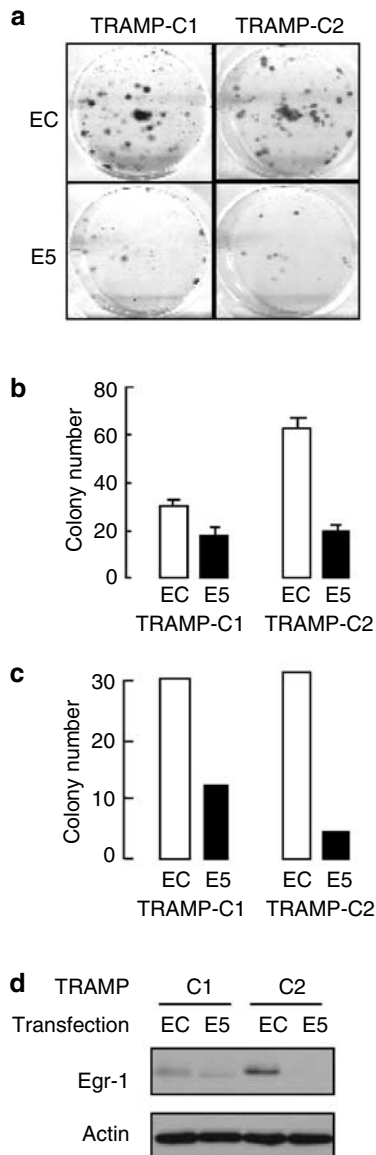 a
TRAMP-C1 TRAMP-C2
EC
E5
b
Colony number
80
60
40
20
0
EC E5 EC E5
TRAMP-C1 TRAMP-C2
c
Colony number
30
20
10
0
EC E5 EC E5
TRAMP-C1 TRAMP-C2
d
TRAMP C1 C2
Transfection EC E5 EC E5
Egr-1
Actin